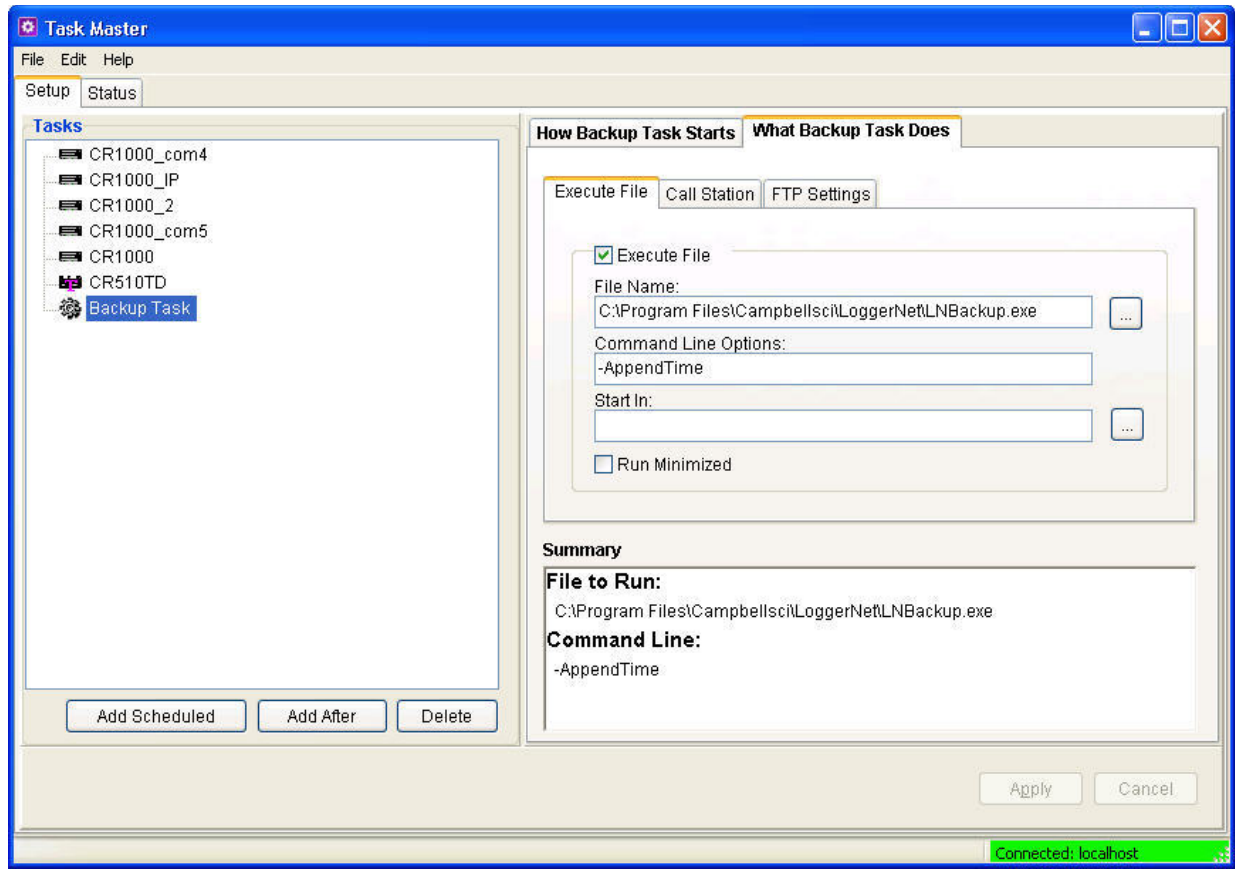 Task Master
File Edit Help
Setup Status
Tasks
CR1000_com4
CR1000_IP
CR1000_2
CR1000_com5
CR1000
CR510TD
Backup Task
Add Scheduled Add After Delete
How Backup Task Starts What Backup Task Does
Execute File Call Station FTP Settings
Execute File
File Name:
C:\Program Files\Campbellsci\LoggerNet\LNBackup.exe
...
Command Line Options:
-AppendTime
Start In:
...
Run Minimized
Summary
File to Run:
C:\Program Files\Campbellsci\LoggerNet\LNBackup.exe
Command Line:
-AppendTime
Apply Cancel
Connected: localhost